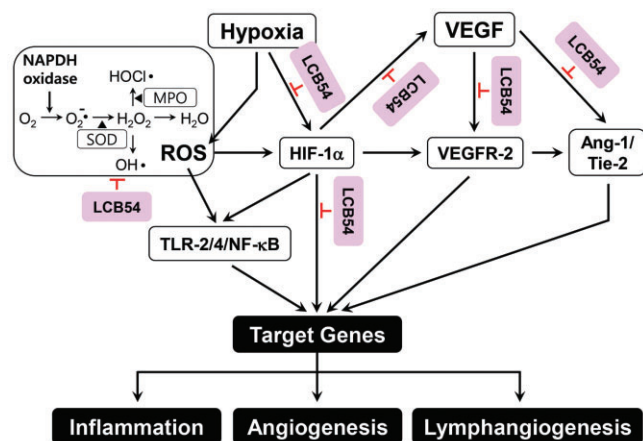 Hypoxia
VEGF
LCB54
LCB54
LCB54
LCB54
NAPDH
oxidase
HOCl•
MPO
O₂
O₂•̄
H₂O₂
H₂O
SOD
OH•
ROS
HIF-1α
VEGFR-2
Ang-1/
Tie-2
LCB54
LCB54
TLR-2/4/NF-κB
Target Genes
Inflammation
Angiogenesis
Lymphangiogenesis